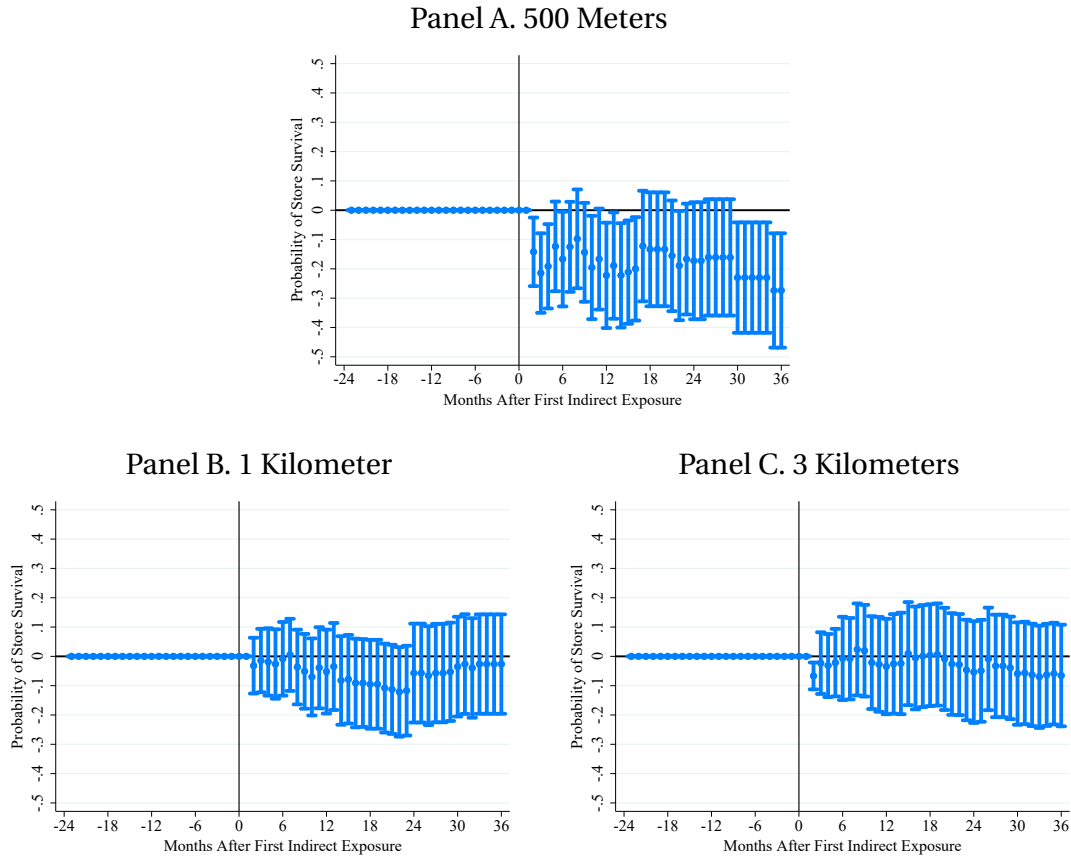 Panel A. 500 Meters
Probability of Store Survival
.5
.4
.3
.2
.1
0
-.1
-.2
-.3
-.4
-.5
-24 -18 -12 -6 0 6 12 18 24 30 36
Months After First Indirect Exposure
Panel B. 1 Kilometer
Probability of Store Survival
.5
.4
.3
.2
.1
0
-.1
-.2
-.3
-.4
-.5
-24 -18 -12 -6 0 6 12 18 24 30 36
Months After First Indirect Exposure
Panel C. 3 Kilometers
Probability of Store Survival
.5
.4
.3
.2
.1
0
-.1
-.2
-.3
-.4
-.5
-24 -18 -12 -6 0 6 12 18 24 30 36
Months After First Indirect Exposure